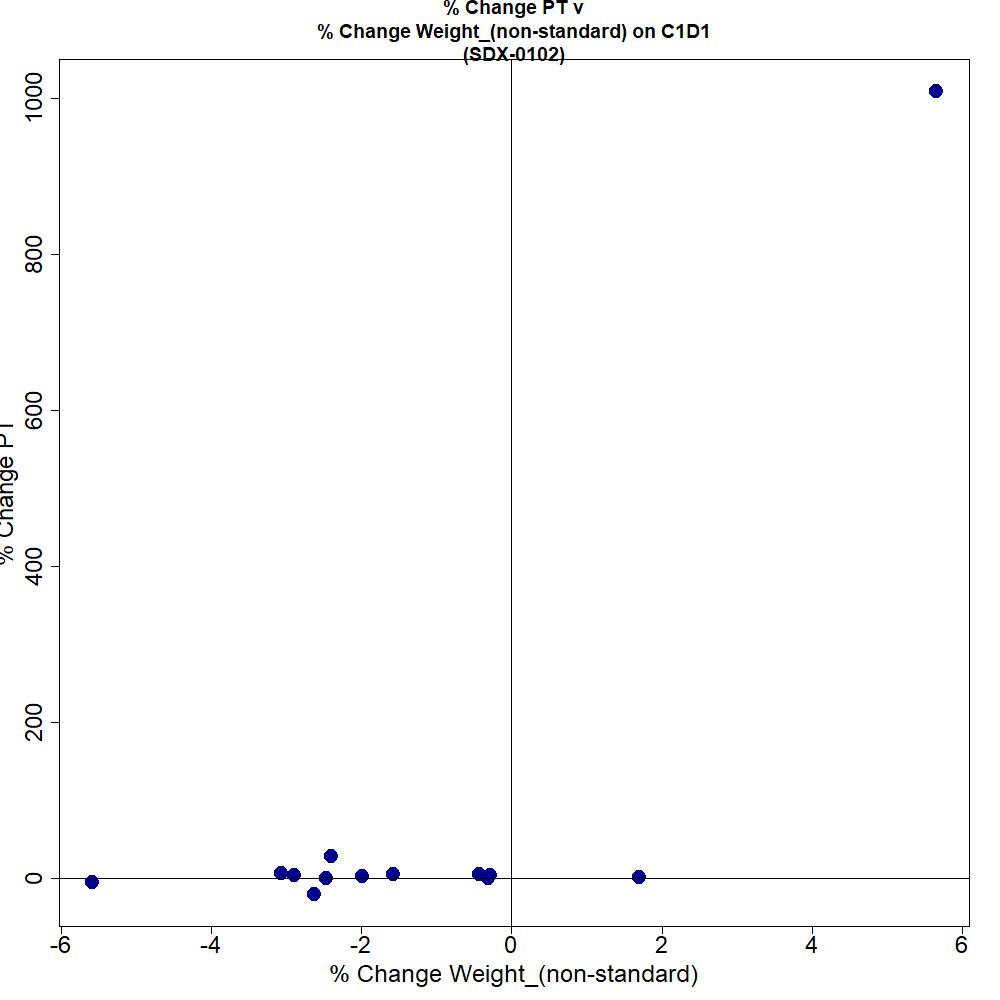 % Change PT v
% Change Weight_(non-standard) on C1D1
(SDX-0102)
1000
800
600
400
200
0
% Change PT
-6 -4 -2 0 2 4 6
% Change Weight_(non-standard)